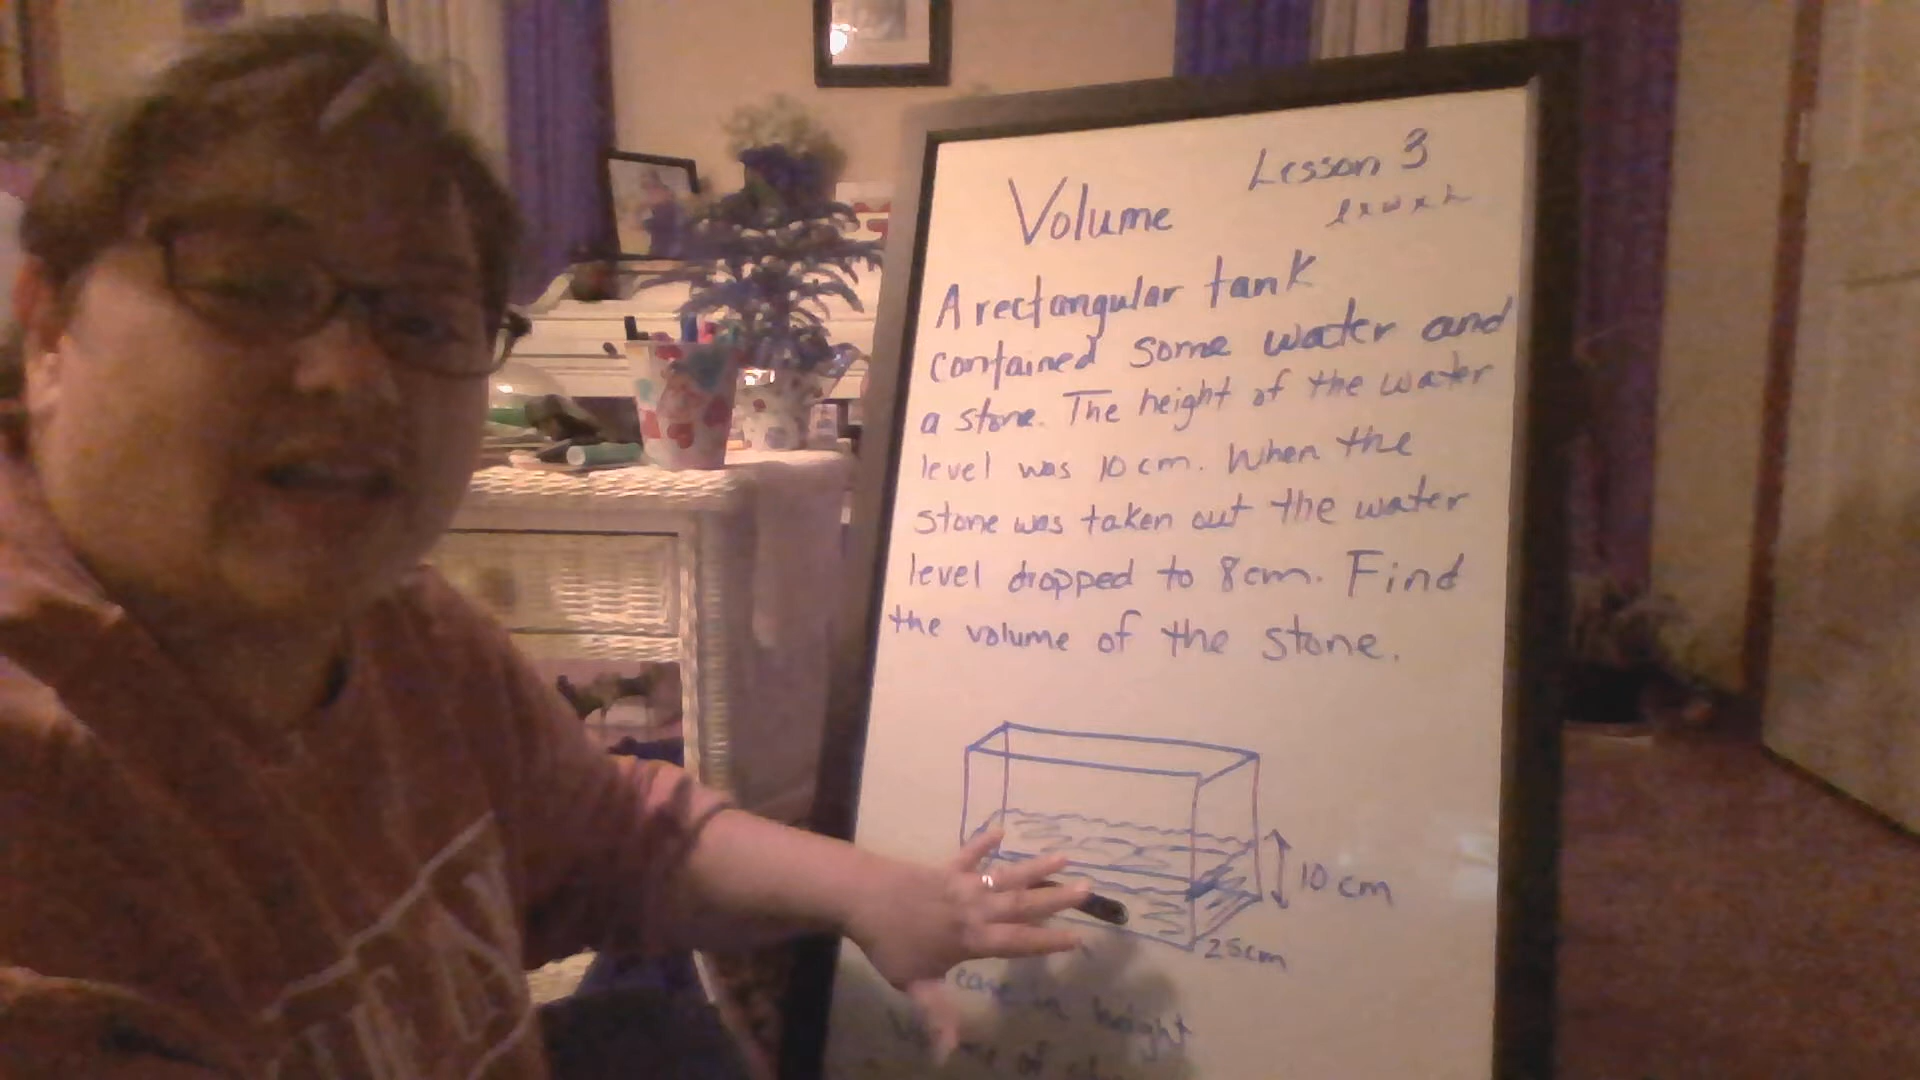 Lesson 3
Volume
l x w x h
A rectangular tank
contained some water and
a stone. The height of the water
level was 10 cm. When the
stone was taken out the water
level dropped to 8cm. Find
the volume of the stone.
10 cm
25cm
in height
of